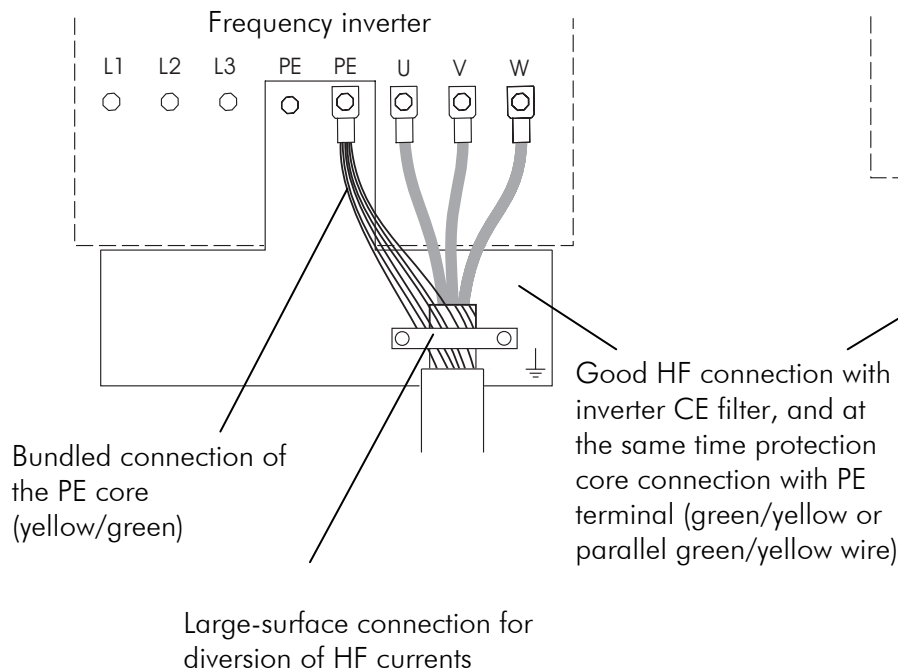 Frequency inverter
L1 L2 L3 PE PE U V W
Good HF connection with
inverter CE filter, and at
the same time protection
core connection with PE
terminal (green/yellow or
parallel green/yellow wire)
Bundled connection of
the PE core
(yellow/green)
Large-surface connection for
diversion of HF currents